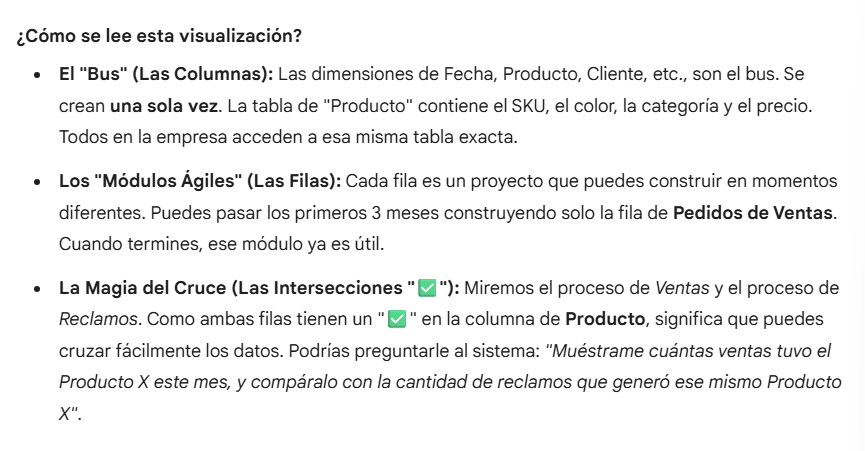 ¿Cómo se lee esta visualización?
• El "Bus" (Las Columnas): Las dimensiones de Fecha, Producto, Cliente, etc., son el bus. Se
crean una sola vez. La tabla de "Producto" contiene el SKU, el color, la categoría y el precio.
Todos en la empresa acceden a esa misma tabla exacta.
• Los "Módulos Ágiles" (Las Filas): Cada fila es un proyecto que puedes construir en momentos
diferentes. Puedes pasar los primeros 3 meses construyendo solo la fila de Pedidos de Ventas.
Cuando termines, ese módulo ya es útil.
• La Magia del Cruce (Las Intersecciones "✅"): Miremos el proceso de Ventas y el proceso de
Reclamos. Como ambas filas tienen un "✅" en la columna de Producto, significa que puedes
cruzar fácilmente los datos. Podrías preguntarle al sistema: "Muéstrame cuántas ventas tuvo el
Producto X este mes, y compáralo con la cantidad de reclamos que generó ese mismo Producto
X".